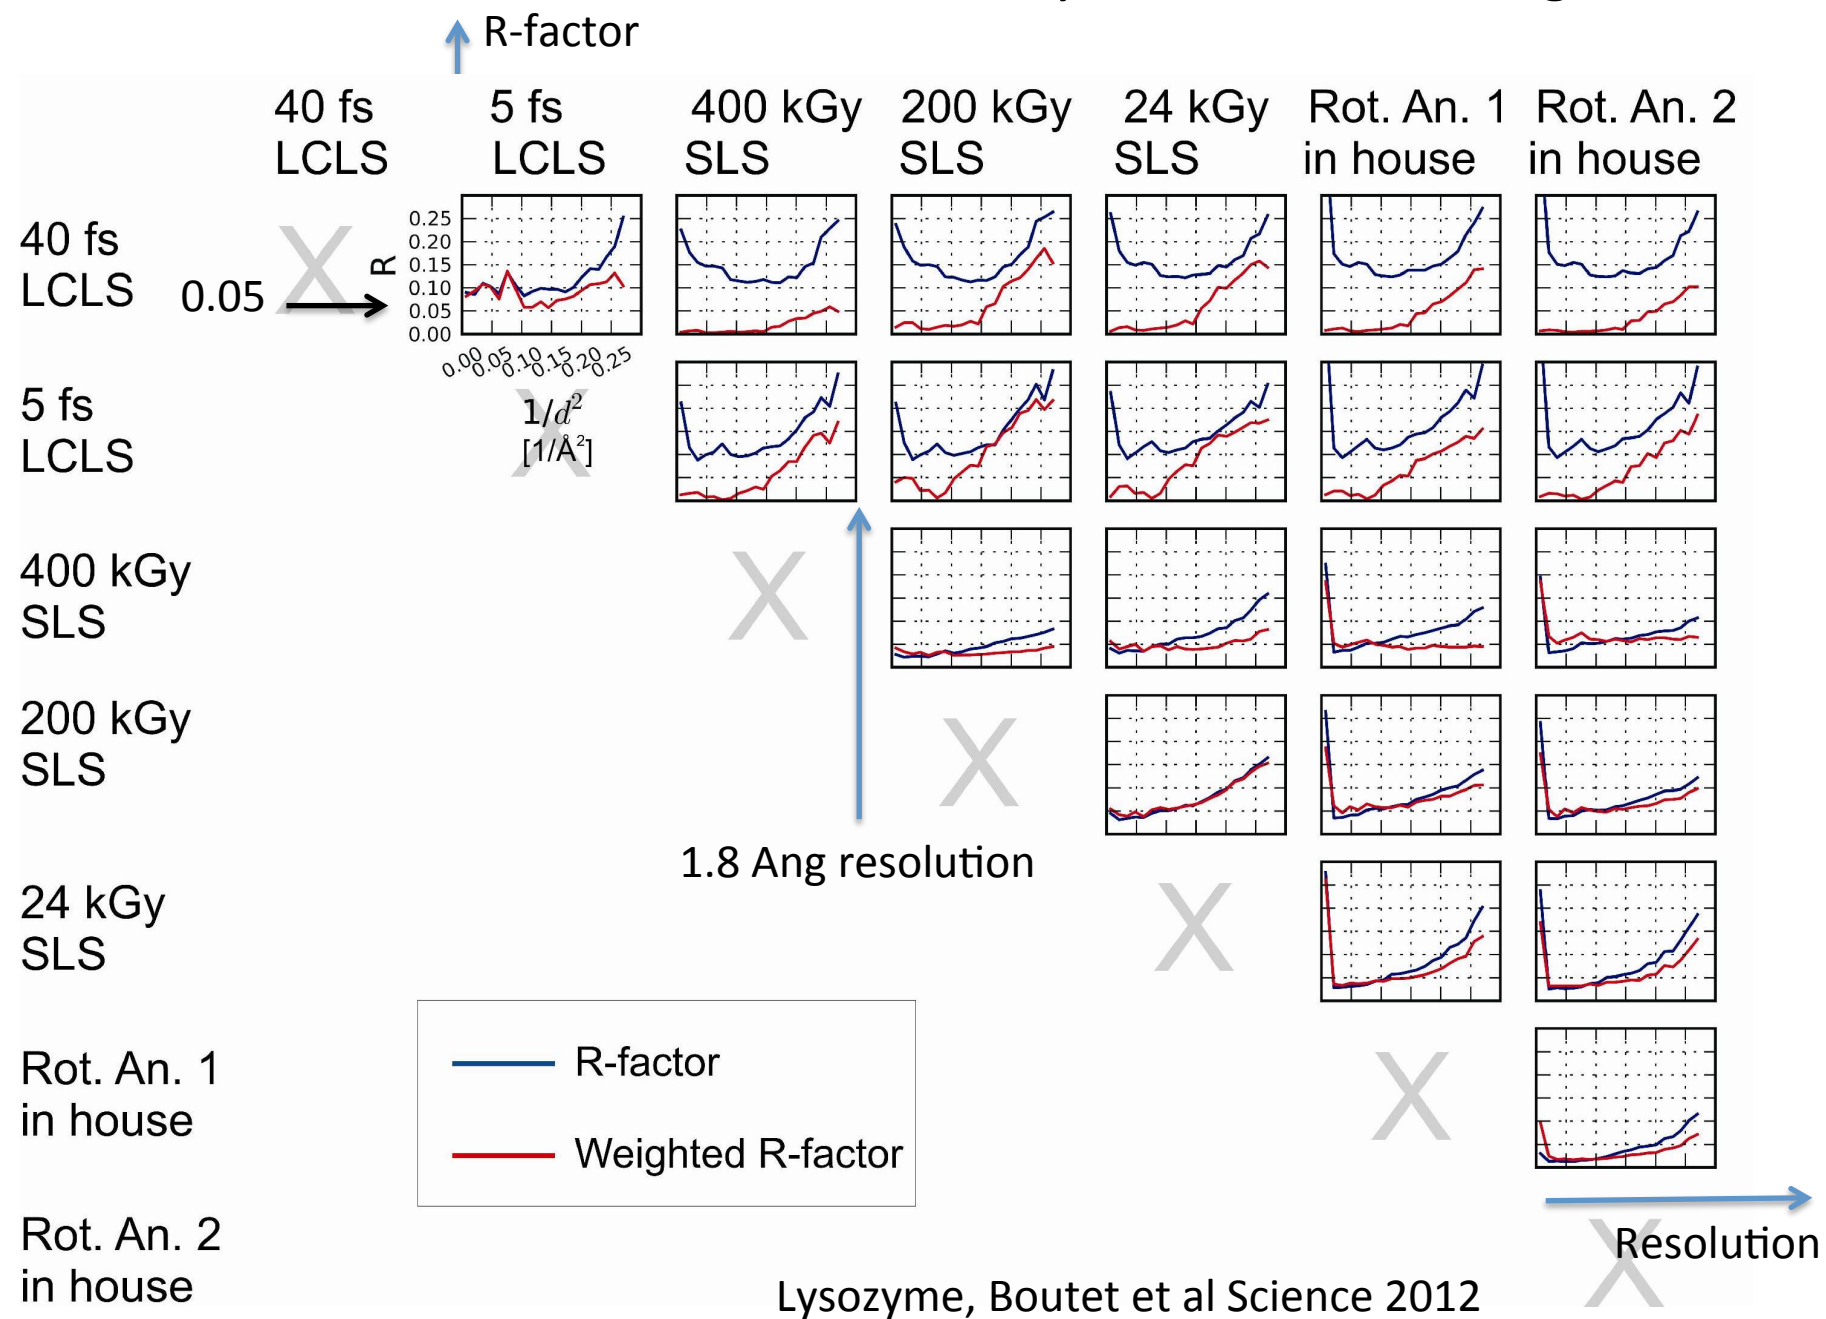 R-factor
40 fs 5 fs 400 kGy 200 kGy 24 kGy Rot. An. 1 Rot. An. 2
LCLS LCLS SLS SLS SLS in house in house
40 fs
LCLS
0.05
X
R
0.25
0.20
0.15
0.10
0.05
0.00
0.00 0.05 0.10 0.15 0.20 0.25
5 fs
LCLS
X
1/d²
[1/Å²]
400 kGy
SLS
X
200 kGy
SLS
X
1.8 Ang resolution
24 kGy
SLS
X
R-factor
Weighted R-factor
Rot. An. 1
in house
X
Rot. An. 2
in house
X
Resolution
Lysozyme, Boutet et al Science 2012